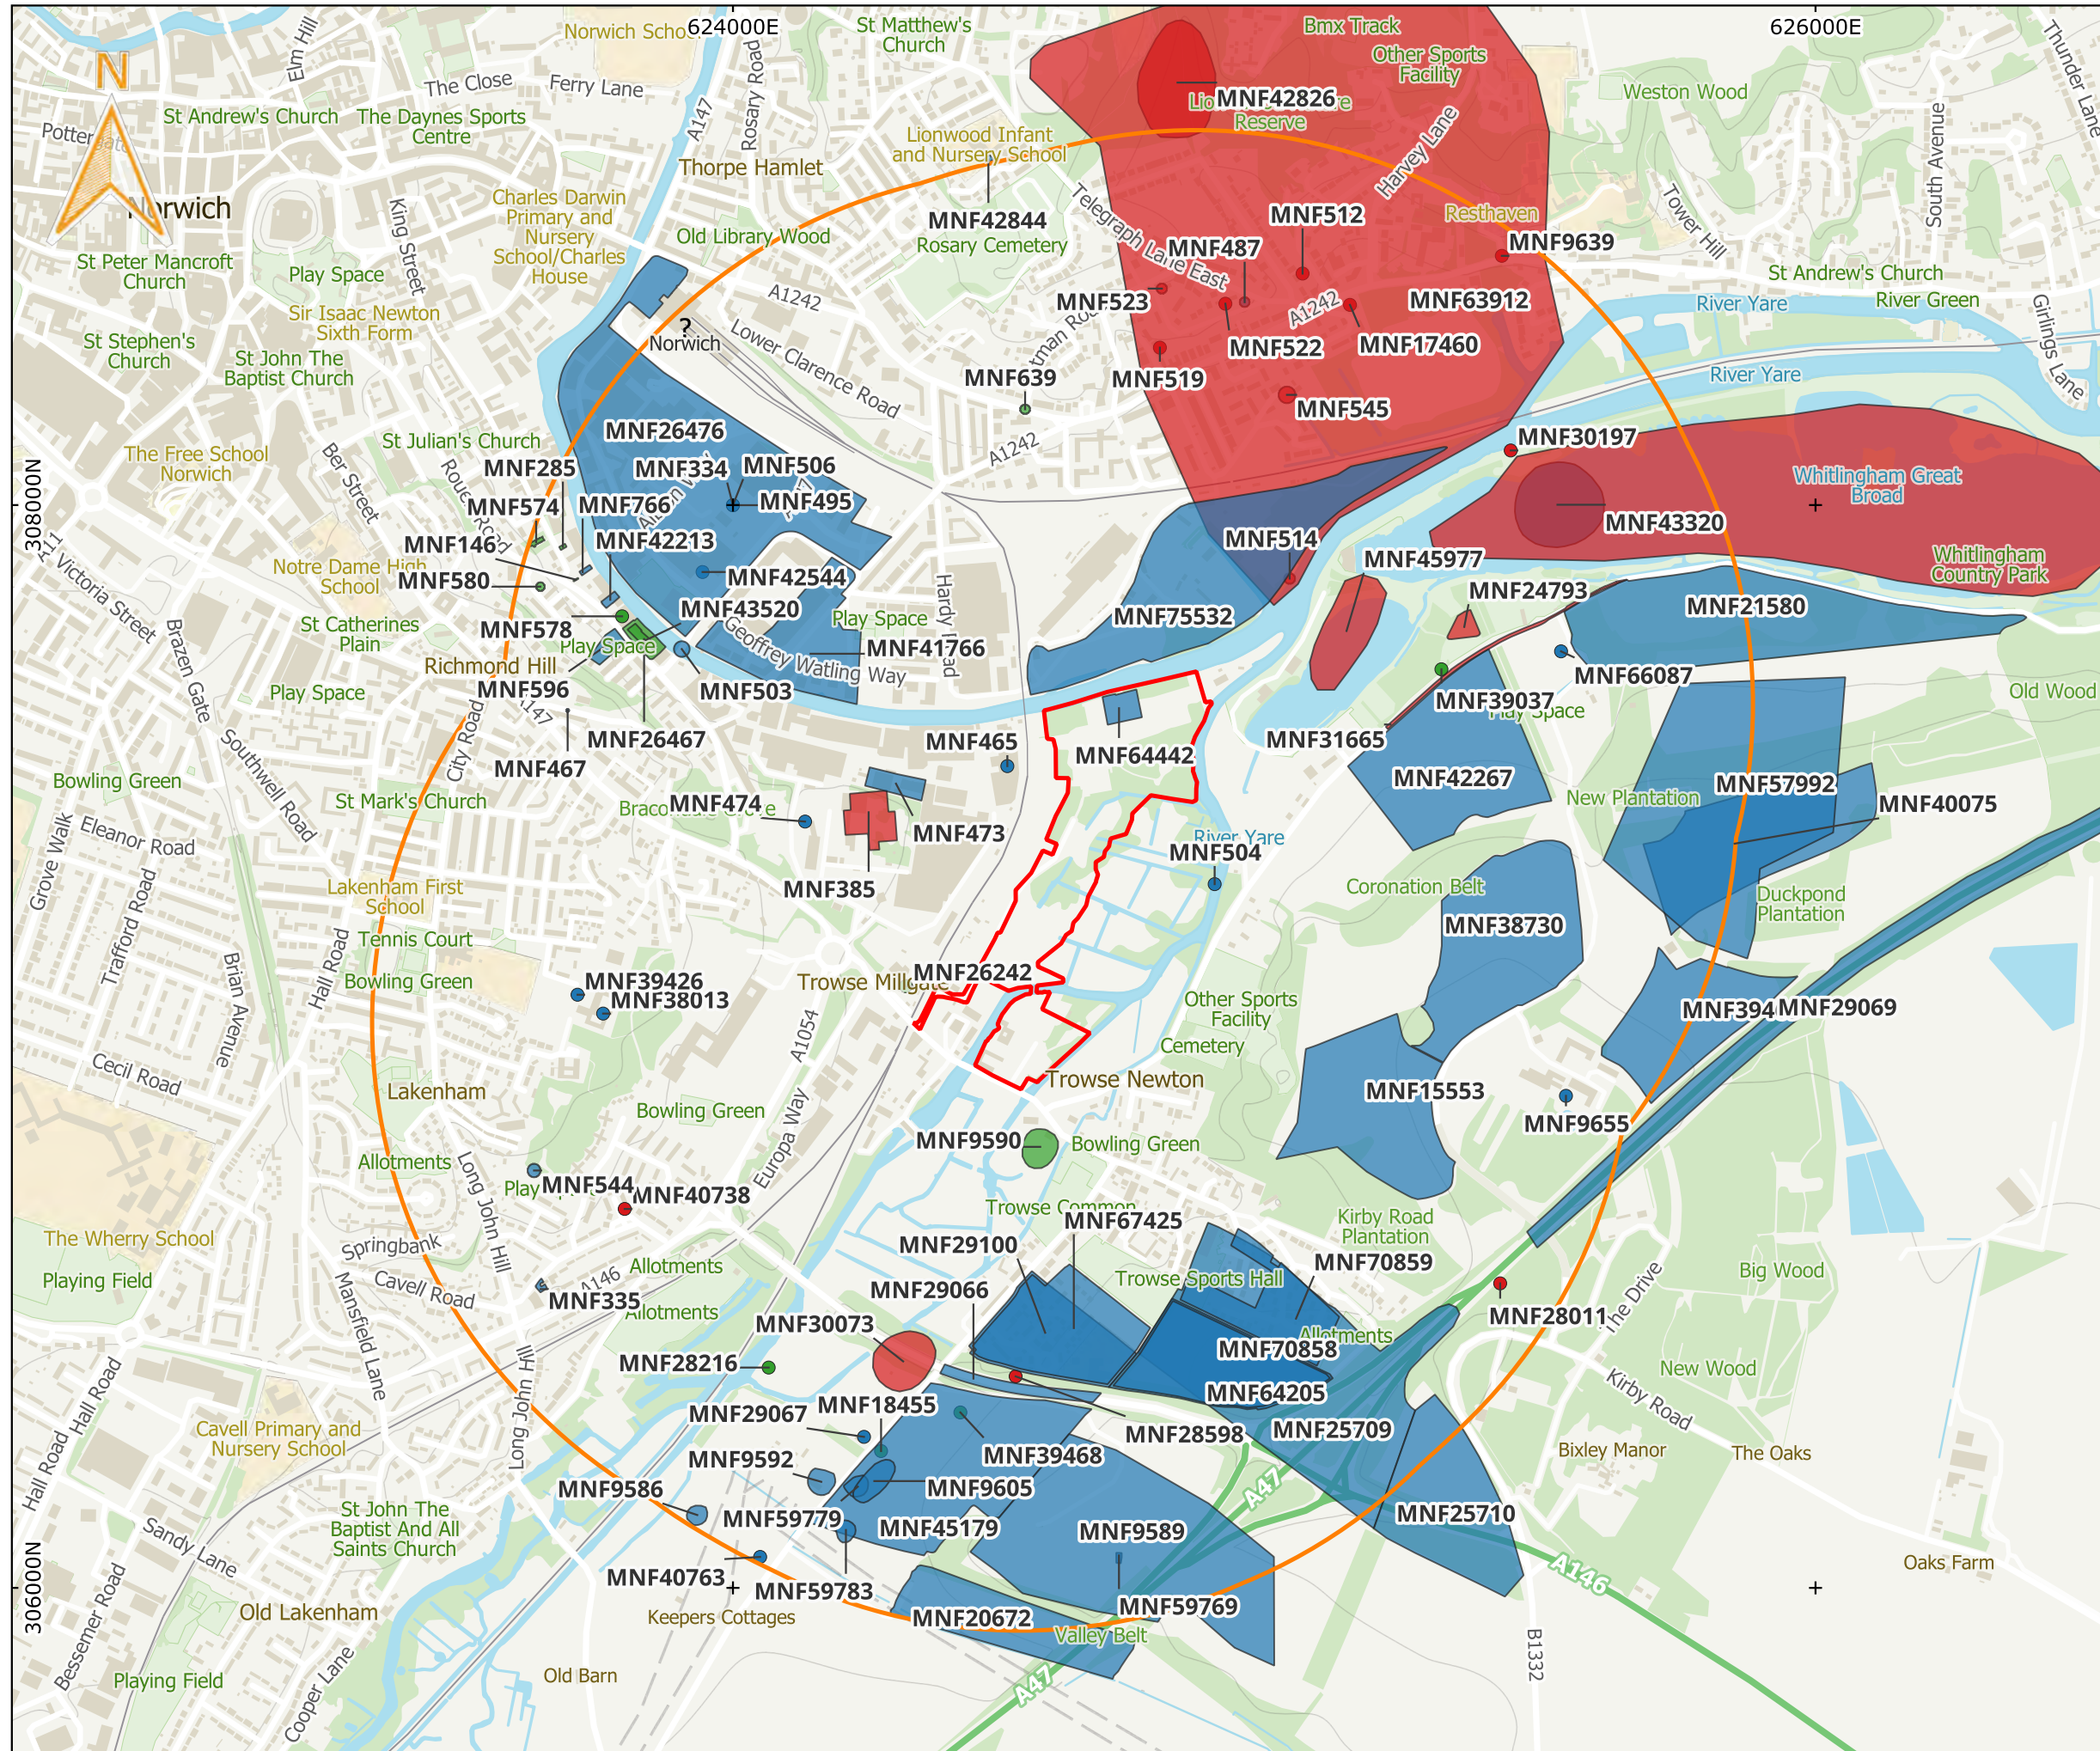 624000E
626000E
308000N
306000N
N
Norwich
Elm Hill
The Close
Ferry Lane
St Andrew's Church
The Daynes Sports
Centre
A147
Rosary Road
St Matthew's
Church
Thorpe Hamlet
Lionwood Infant
and Nursery School
Bmx Track
Other Sports
Facility
Reserve
MNF42826
Harvey Lane
Weston Wood
South Avenue
Thunder Lane
Tower Hill
Charles Darwin
Primary and
Nursery
School/Charles
House
King Street
Old Library Wood
MNF42844
Rosary Cemetery
Telegraph Lane East
MNF487
MNF512
Resthaven
MNF9639
St Peter Mancroft
Church
Play Space
Sir Isaac Newton
Sixth Form
St Andrew's Church
River Green
River Yare
Girlings Lane
A1242
MNF523
A1242
MNF63912
St Stephen's
Church
St John The
Baptist Church
?
Norwich
Lower Clarence Road
MNF522
MNF17460
River Yare
MNF639
MNF519
MNF545
St Julian's Church
The Free School
Norwich
Ber Street
MNF26476
A1242
MNF30197
MNF285
MNF334
MNF506
MNF574
MNF766
MNF495
Whitlingham Great
Broad
MNF43320
MNF146
MNF42213
MNF514
MNF45977
A11
Victoria Street
Notre Dame High
School
MNF580
MNF42544
Whitlingham
Country Park
MNF43520
Play Space
MNF75532
MNF24793
MNF21580
St Catherines
Plain
MNF578
Play Space
Geoffrey Watling Way
MNF41766
Richmond Hill
MNF596
MNF503
MNF39037
MNF66087
Play Space
Old Wood
Brazen Gate
Play Space
A147
MNF26467
MNF467
MNF465
MNF64442
MNF31665
MNF42267
MNF57992
New Plantation
MNF40075
City Road
Southwell Road
Bowling Green
St Mark's Church
MNF474
MNF473
River Yare
MNF504
Eleanor Road
Grove Walk
Trafford Road
Lakenham First
School
MNF385
Coronation Belt
Duckpond
Plantation
Tennis Court
Bowling Green
Brian Avenue
Hall Road
MNF38730
MNF39426
MNF38013
Trowse Millgate
MNF26242
Other Sports
Facility
Cemetery
MNF394
MNF29069
A1054
Cecil Road
Lakenham
Bowling Green
Trowse Newton
MNF15553
MNF9655
Europa Way
MNF9590
Bowling Green
Allotments
Long John Hill
MNF544
MNF40738
Trowse Common
MNF67425
Kirby Road
Plantation
The Wherry School
Playing Field
Springbank
Cavell Road
Allotments
A146
MNF29100
Trowse Sports Hall
MNF70859
Big Wood
The Drive
MNF335
Allotments
MNF29066
MNF28011
Mansfield Lane
MNF30073
Allotments
MNF70858
MNF28216
MNF64205
New Wood
Kirby Road
Hall Road
Hall Road
Long John Hill
MNF18455
MNF29067
MNF28598
MNF25709
Cavell Primary and
Nursery School
MNF39468
Bixley Manor
The Oaks
MNF9592
MNF9605
A47
MNF9586
MNF59779
MNF45179
MNF9589
MNF25710
St John The
Baptist And All
Saints Church
Sandy Lane
Oaks Farm
A146
MNF40763
MNF59783
MNF59769
Bessemer Road
Old Lakenham
Keepers Cottages
MNF20672
Valley Belt
B1332
Playing Field
Cooper Lane
Old Barn
A47